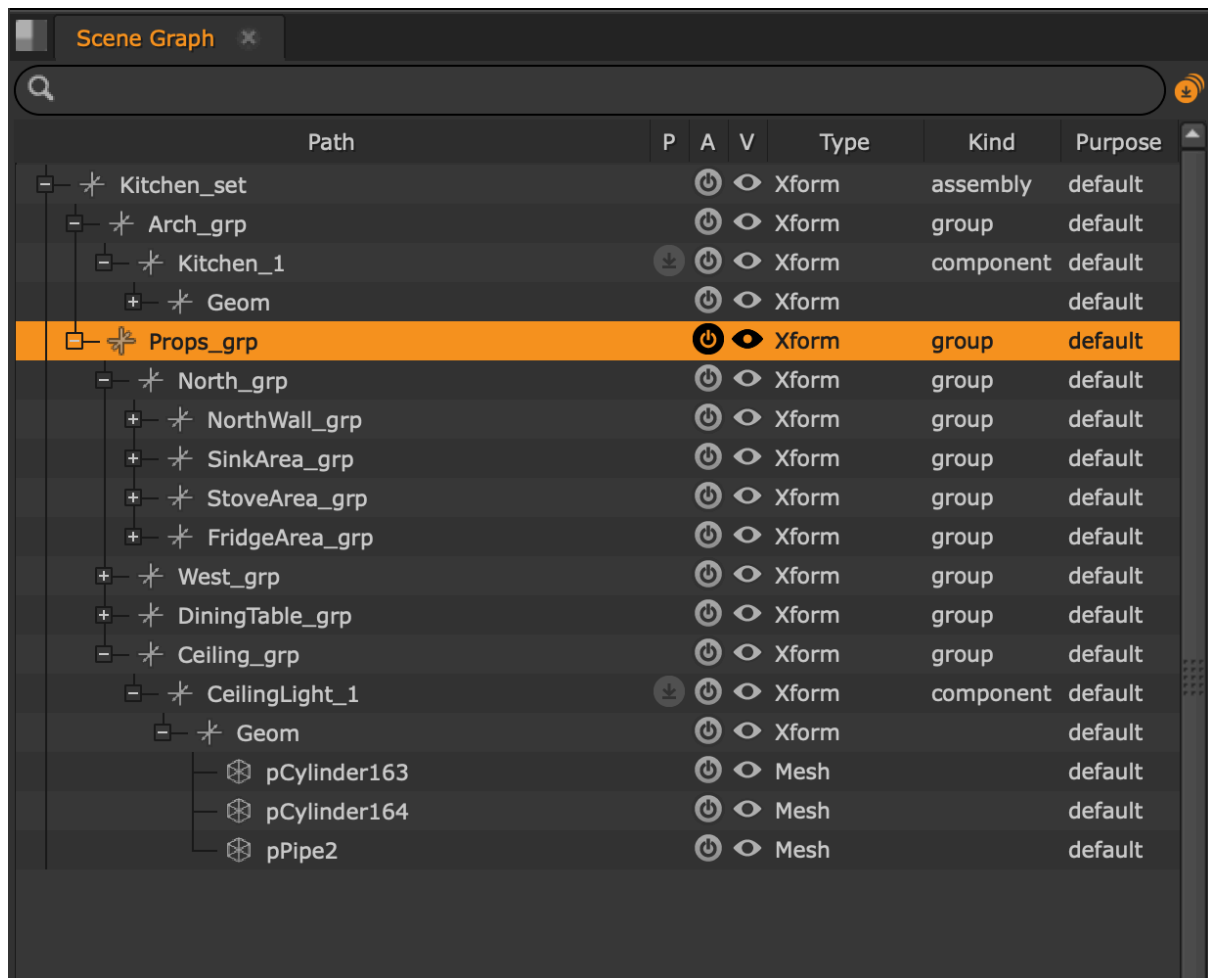 Scene Graph
Path P A V Type Kind Purpose
Kitchen_set Xform assembly default
Arch_grp Xform group default
Kitchen_1 Xform component default
Geom Xform default
Props_grp Xform group default
North_grp Xform group default
NorthWall_grp Xform group default
SinkArea_grp Xform group default
StoveArea_grp Xform group default
FridgeArea_grp Xform group default
West_grp Xform group default
DiningTable_grp Xform group default
Ceiling_grp Xform group default
CeilingLight_1 Xform component default
Geom Xform default
pCylinder163 Mesh default
pCylinder164 Mesh default
pPipe2 Mesh default